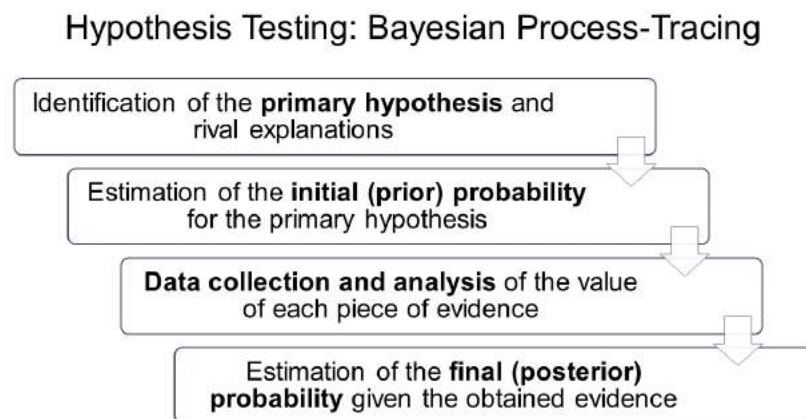 Hypothesis Testing: Bayesian Process-Tracing
Identification of the primary hypothesis and
rival explanations
Estimation of the initial (prior) probability
for the primary hypothesis
Data collection and analysis of the value
of each piece of evidence
Estimation of the final (posterior)
probability given the obtained evidence